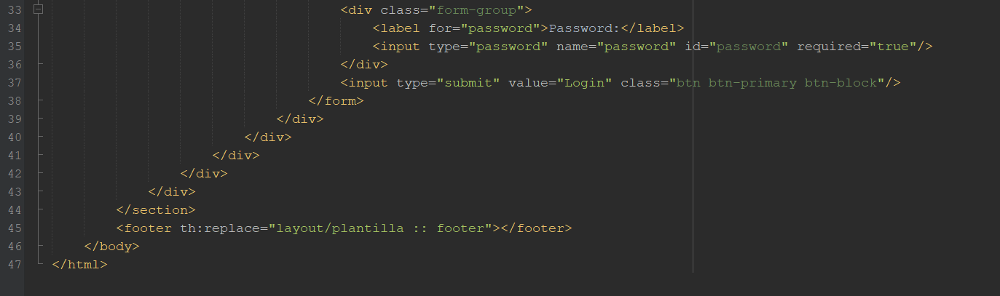 33 <div class="form-group">
34 <label for="password">Password:</label>
35 <input type="password" name="password" id="password" required="true"/>
36 </div>
37 <input type="submit" value="Login" class="btn btn-primary btn-block"/>
38 </form>
39 </div>
40 </div>
41 </div>
42 </div>
43 </div>
44 </section>
45 <footer th:replace="layout/plantilla :: footer"></footer>
46 </body>
47 </html>